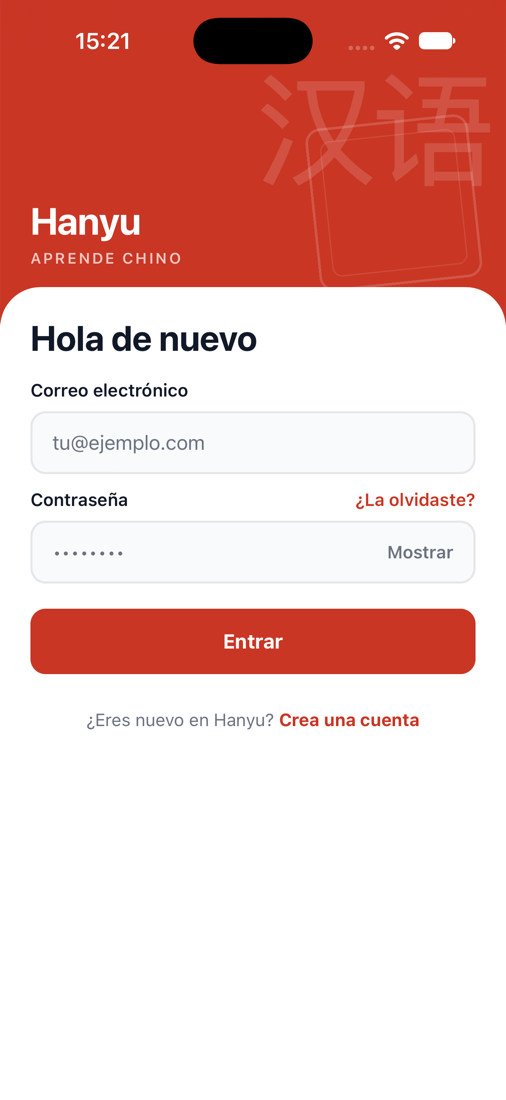 15:21
汉语
Hanyu
APRENDE CHINO
Hola de nuevo
Correo electrónico
tu@ejemplo.com
Contraseña ¿La olvidaste?
•••••••• Mostrar
Entrar
¿Eres nuevo en Hanyu? Crea una cuenta